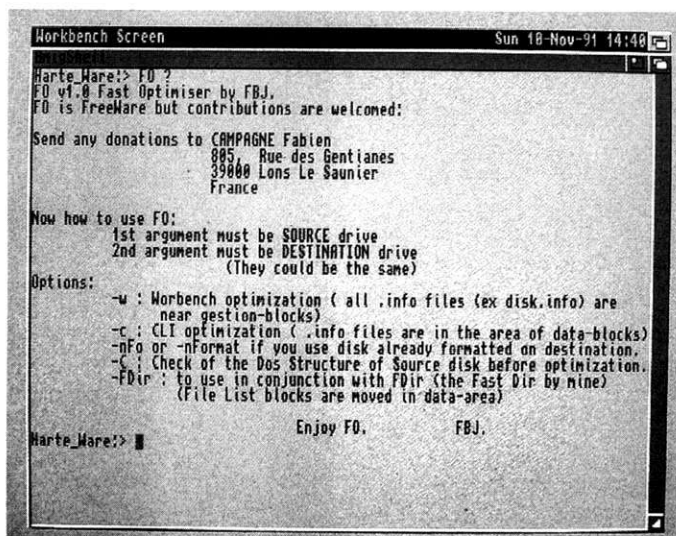 Workbench Screen Sun 10-Nov-91 14:40
Harte_Ware:> FO ?
FO v1.0 Fast Optimiser by FBJ.
FO is FreeWare but contributions are welcomed:
Send any donations to CAMPAGNE Fabien
805, Rue des Gentianes
39000 Lons Le Saunier
France
Now how to use FO:
1st argument must be SOURCE drive
2nd argument must be DESTINATION drive
(They could be the same)
Options:
-w : Worbench optimization ( all .info files (ex disk.info) are
near gestion-blocks)
-c : CLI optimization ( .info files are in the area of data-blocks)
-nFo or -nFormat if you use disk already formatted on destination.
-C : Check of the Dos Structure of Source disk before optimization.
-FDir : to use in conjunction with FDir (the Fast Dir by mine)
(File List blocks are moved in data-area)
Enjoy FO. FBJ.
Harte_Ware:>